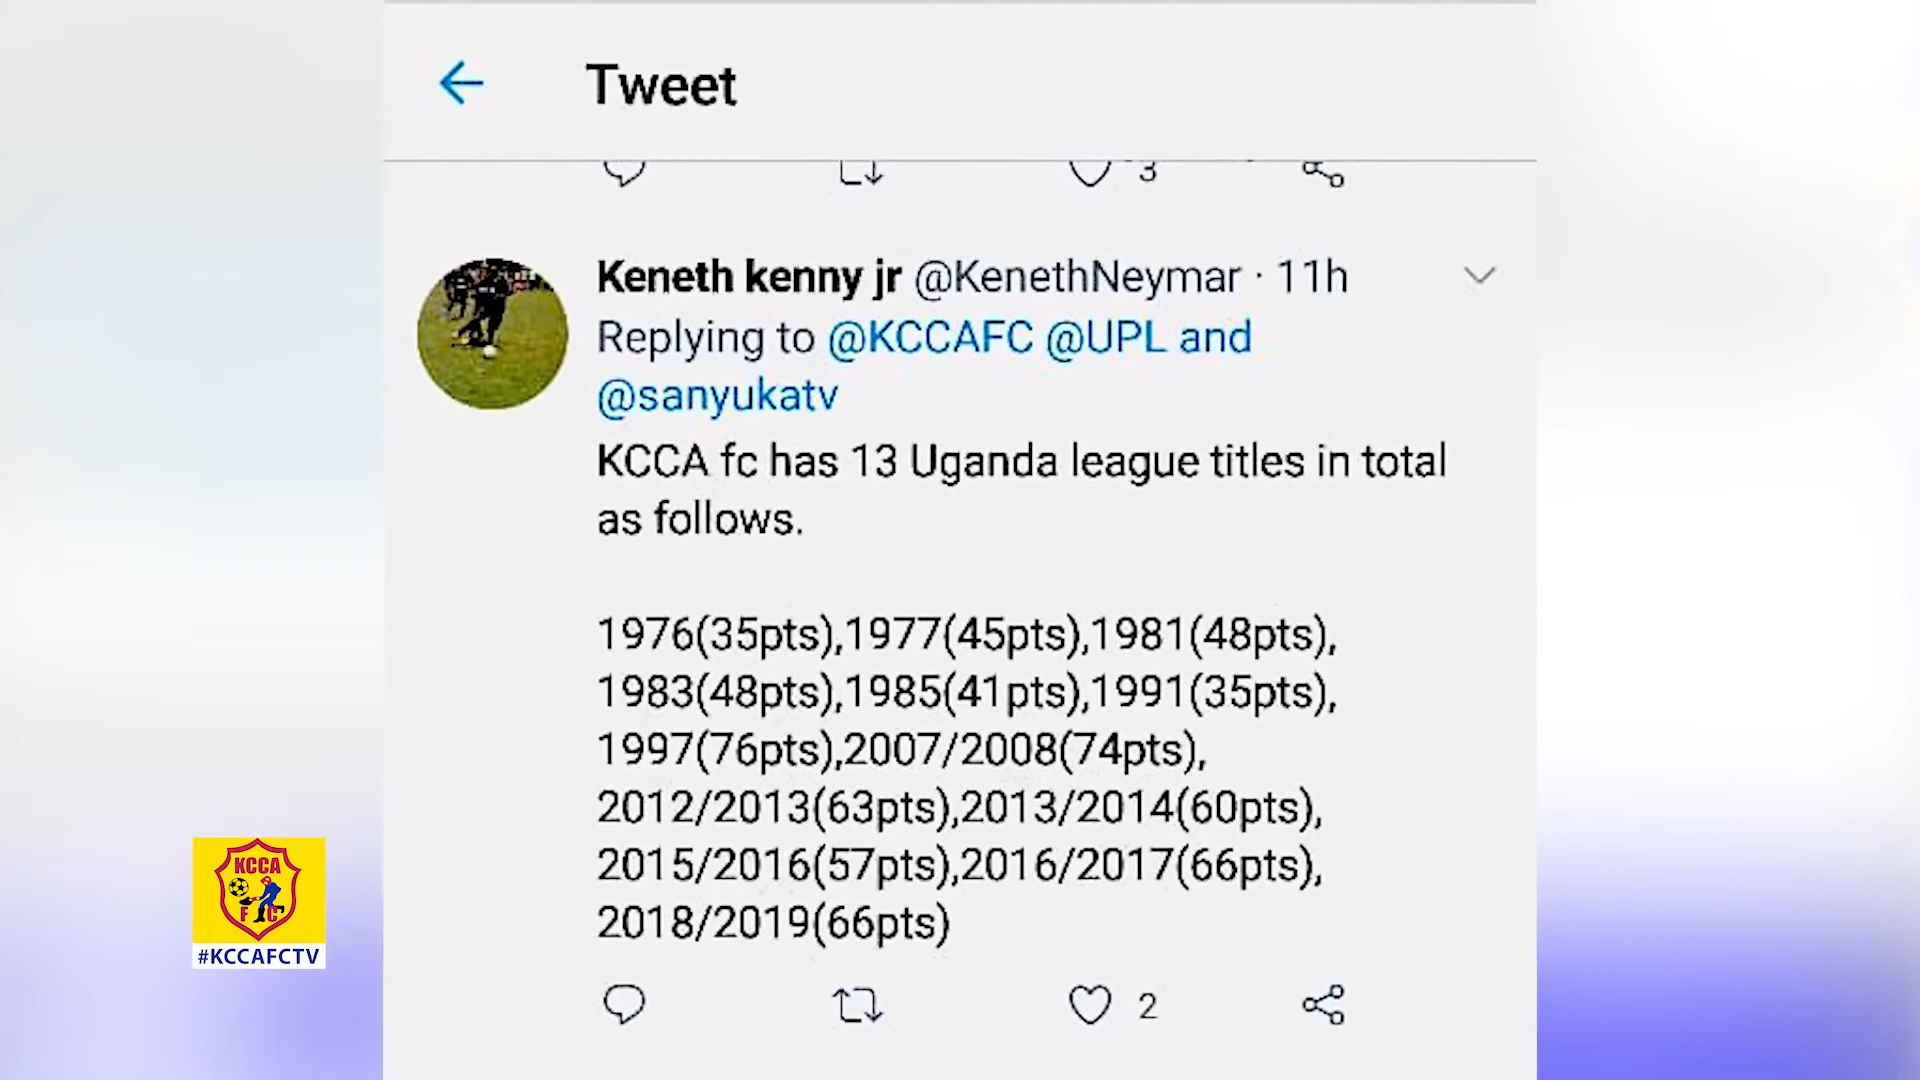 Tweet
3
Keneth kenny jr @KenethNeymar · 11h
Replying to @KCCAFC @UPL and
@sanyukatv
KCCA fc has 13 Uganda league titles in total
as follows.
1976(35pts),1977(45pts),1981(48pts),
1983(48pts),1985(41pts),1991(35pts),
1997(76pts),2007/2008(74pts),
2012/2013(63pts),2013/2014(60pts),
2015/2016(57pts),2016/2017(66pts),
2018/2019(66pts)
2
KCCA
FC
#KCCAFCTV